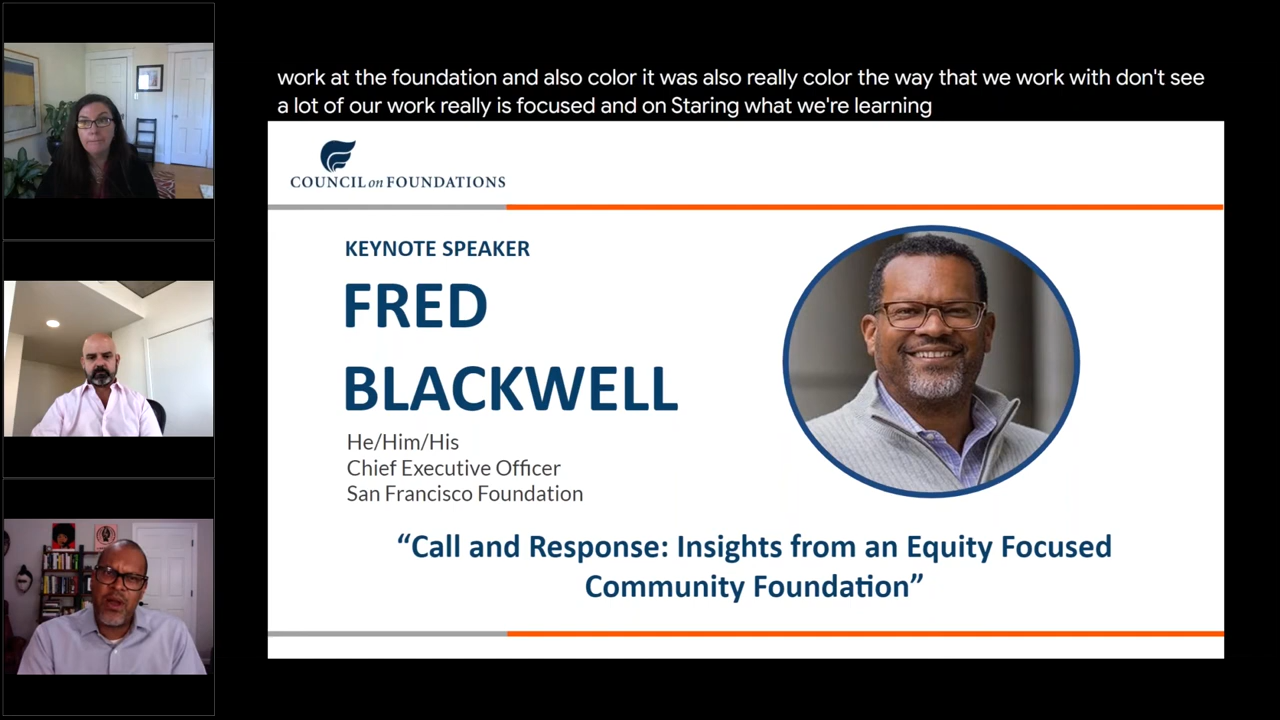 work at the foundation and also color it was also really color the way that we work with don't see
a lot of our work really is focused and on Staring what we're learning
COUNCIL on FOUNDATIONS
KEYNOTE SPEAKER
FRED
BLACKWELL
He/Him/His
Chief Executive Officer
San Francisco Foundation
“Call and Response: Insights from an Equity Focused
Community Foundation”